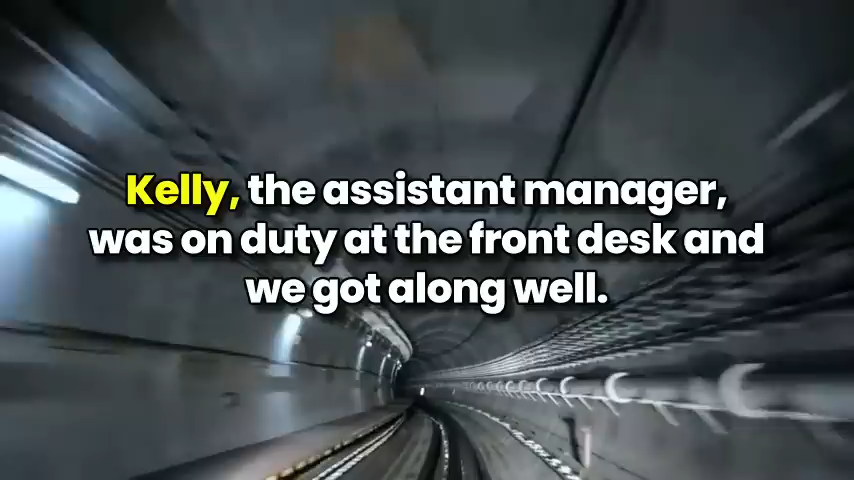 Kelly, the assistant manager,
was on duty at the front desk and
we got along well.